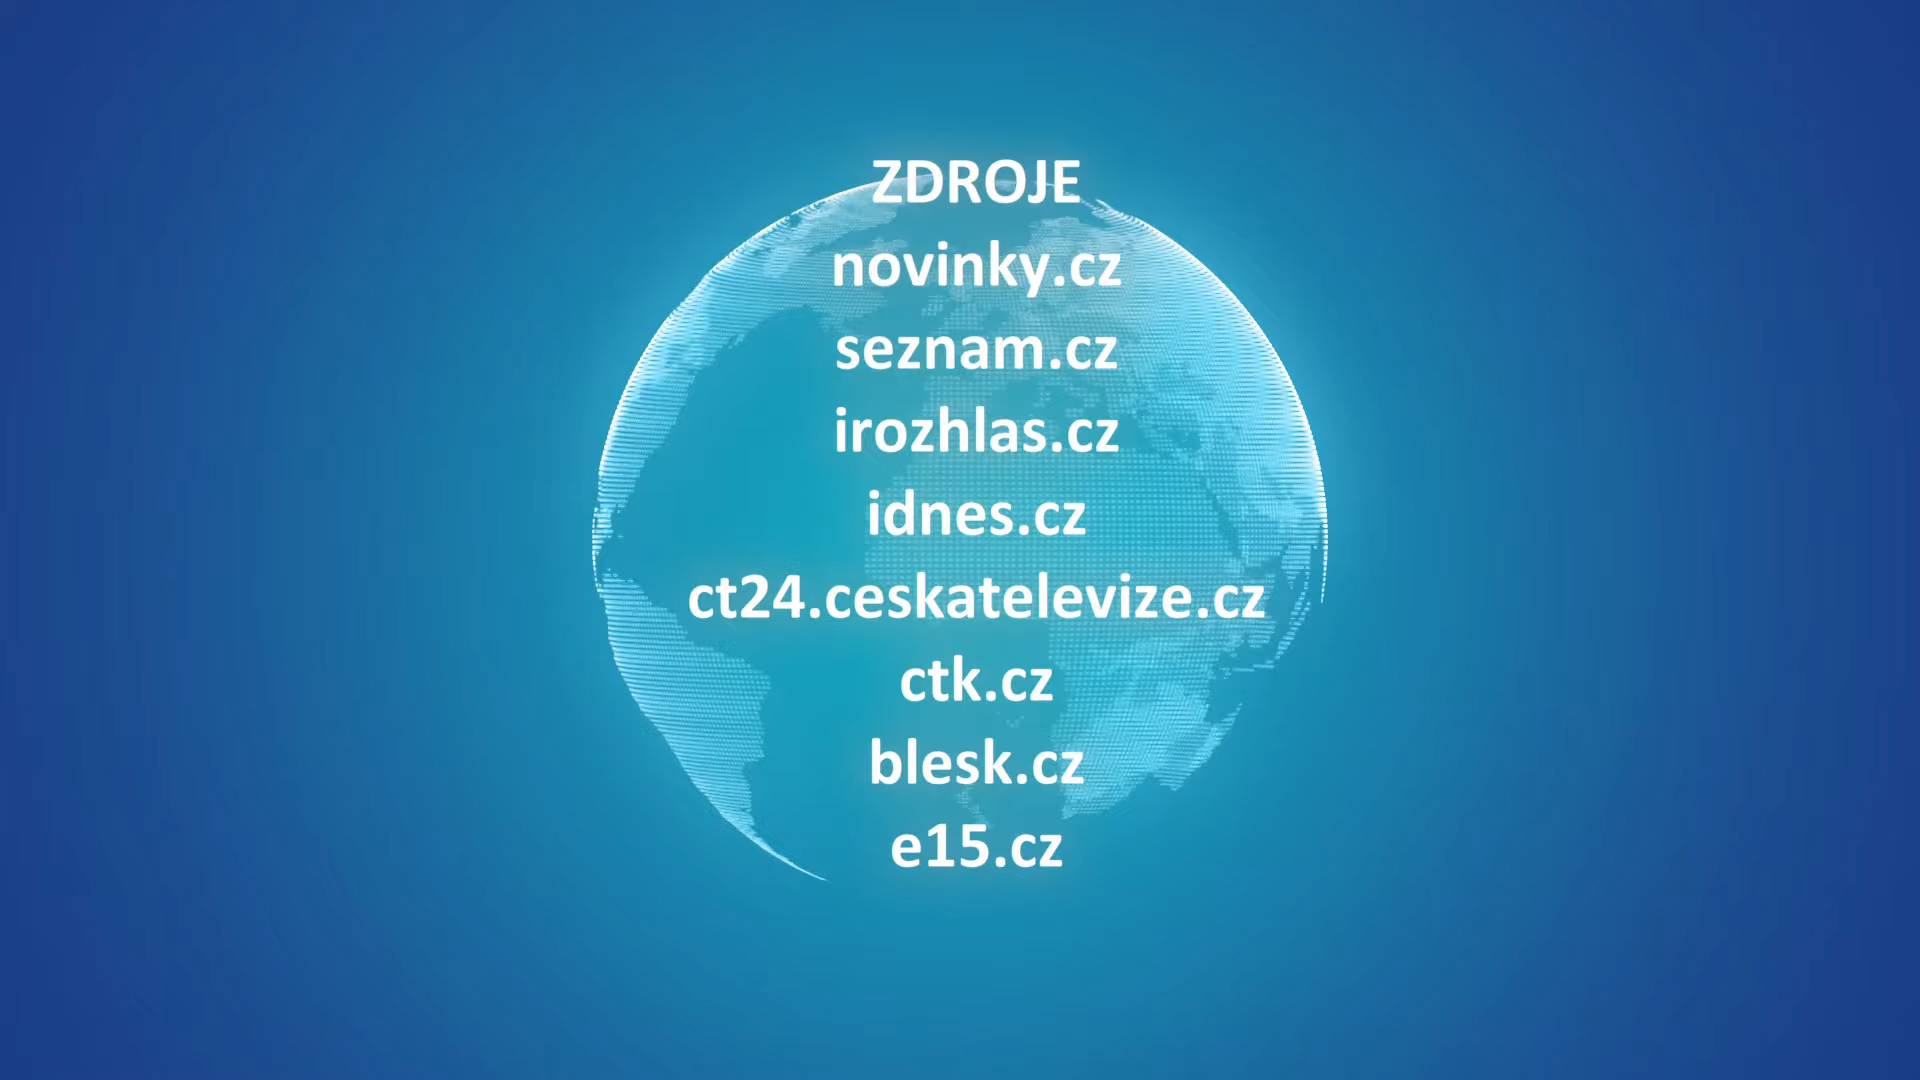 ZDROJE
novinky.cz
seznam.cz
irozhlas.cz
idnes.cz
ct24.ceskatelevize.cz
ctk.cz
blesk.cz
e15.cz